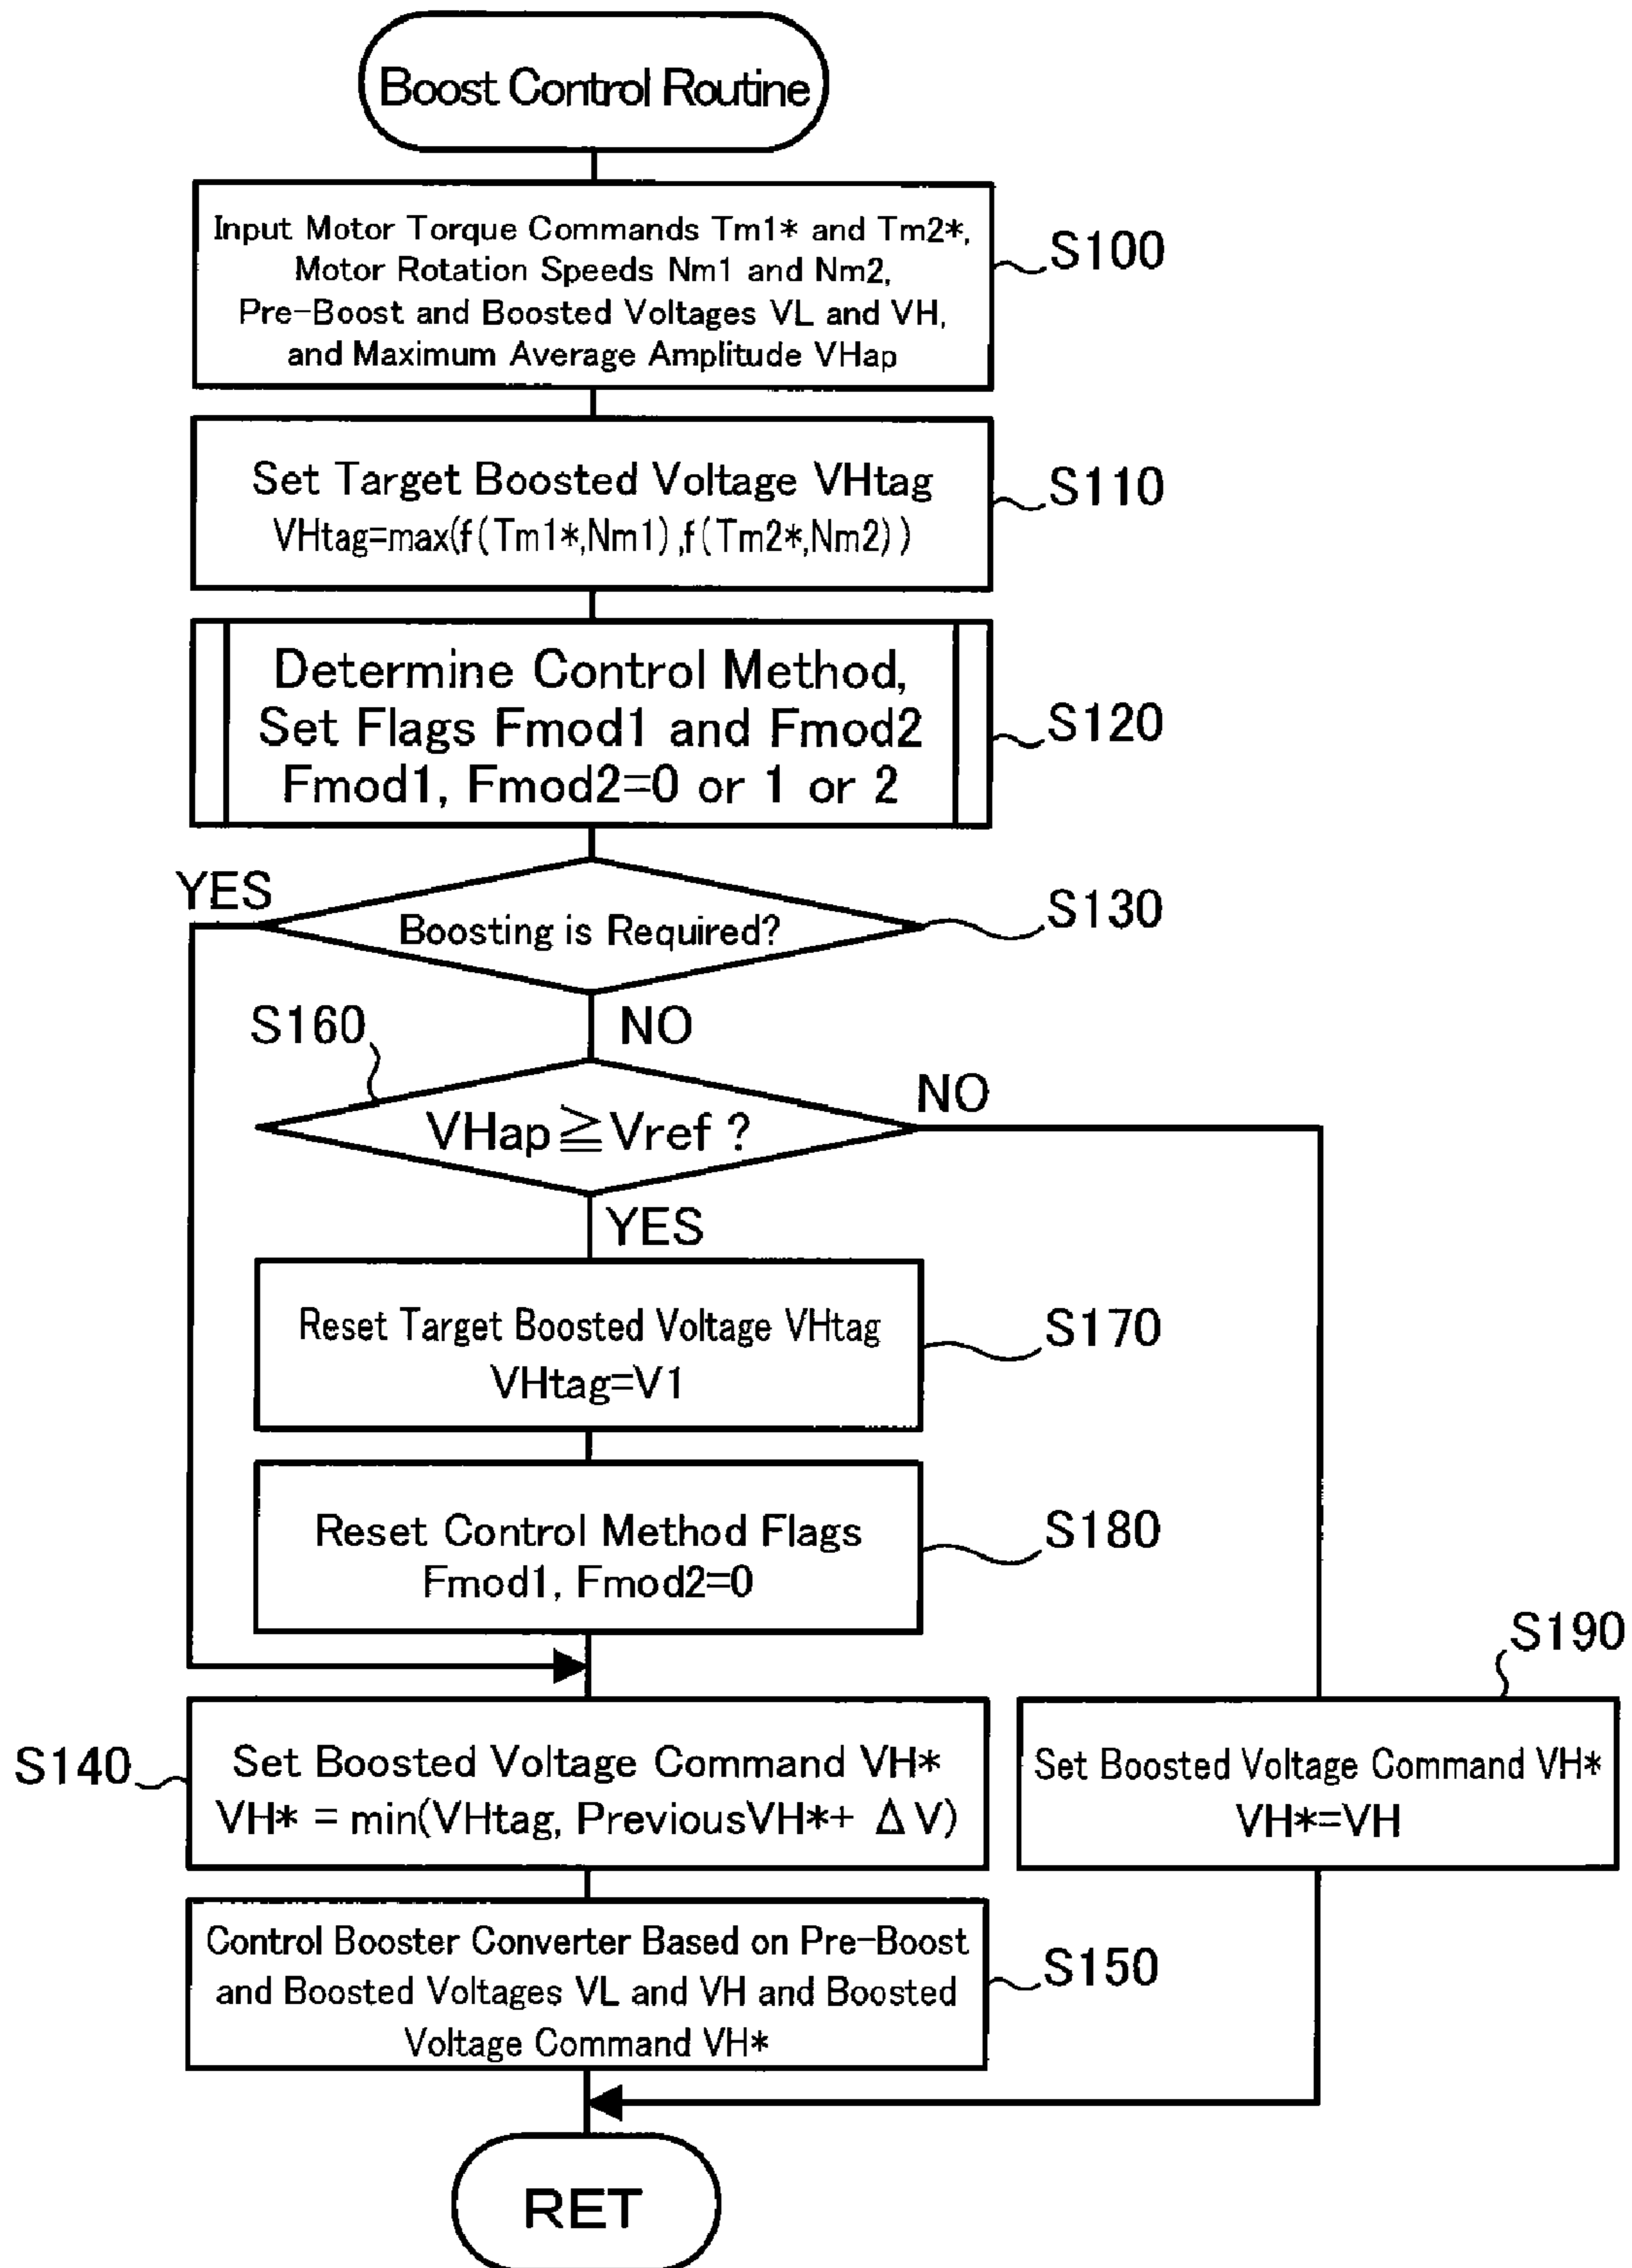 Boost Control Routine
Input Motor Torque Commands Tm1* and Tm2*,
Motor Rotation Speeds Nm1 and Nm2,
Pre-Boost and Boosted Voltages VL and VH,
and Maximum Average Amplitude VHap
S100
Set Target Boosted Voltage VHtag
VHtag=max(f(Tm1*,Nm1),f(Tm2*,Nm2))
S110
Determine Control Method,
Set Flags Fmod1 and Fmod2
Fmod1, Fmod2=0 or 1 or 2
S120
YES
Boosting is Required?
S130
NO
S160
VHap≧Vref ?
NO
YES
Reset Target Boosted Voltage VHtag
VHtag=V1
S170
Reset Control Method Flags
Fmod1, Fmod2=0
S180
S190
S140
Set Boosted Voltage Command VH*
VH* = min(VHtag, PreviousVH*+ ΔV)
Set Boosted Voltage Command VH*
VH*=VH
Control Booster Converter Based on Pre-Boost
and Boosted Voltages VL and VH and Boosted
Voltage Command VH*
S150
RET